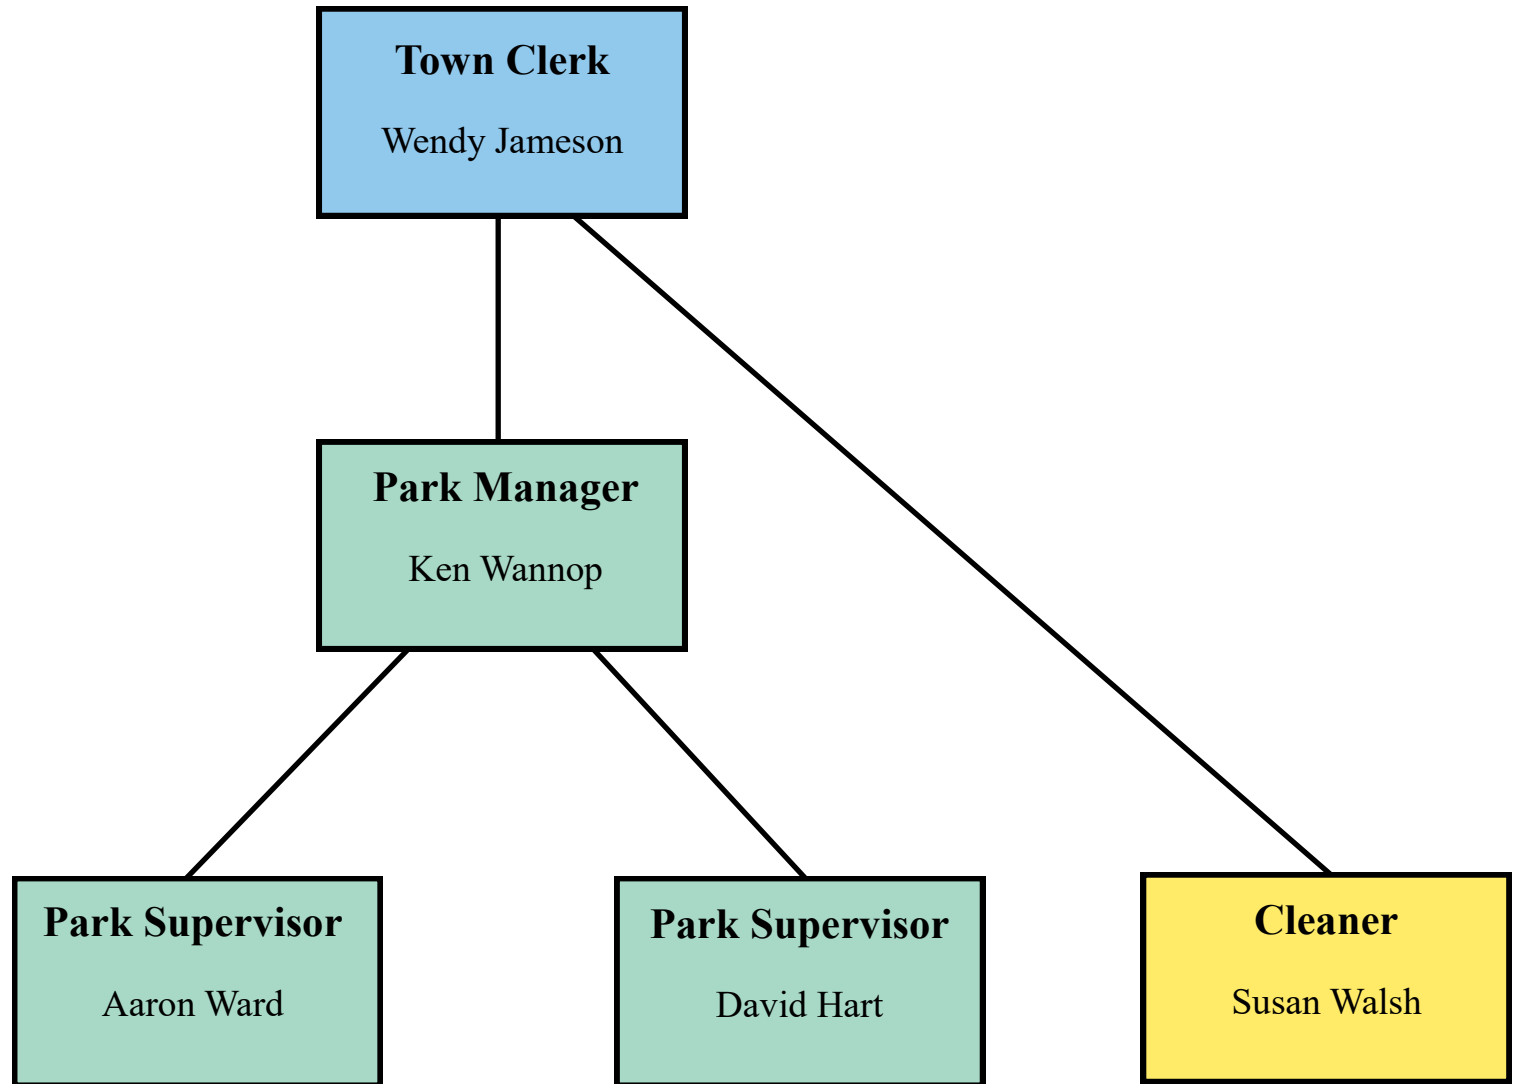 Town Clerk
Wendy Jameson
Park Manager
Ken Wannop
Park Supervisor
Aaron Ward
Park Supervisor
David Hart
Cleaner
Susan Walsh